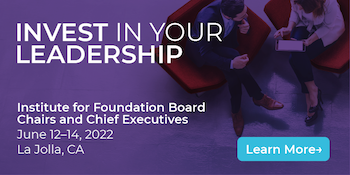 INVEST IN YOUR
LEADERSHIP
Institute for Foundation Board
Chairs and Chief Executives
June 12–14, 2022
La Jolla, CA
Learn More→